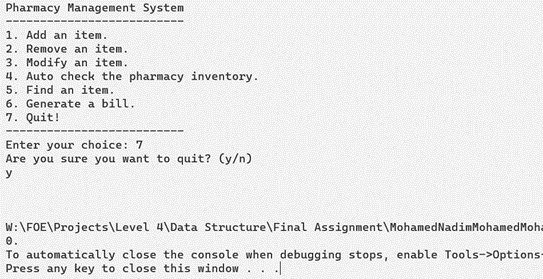 Pharmacy Management System
-------------------------
1. Add an item.
2. Remove an item.
3. Modify an item.
4. Auto check the pharmacy inventory.
5. Find an item.
6. Generate a bill.
7. Quit!
-------------------------
Enter your choice: 7
Are you sure you want to quit? (y/n)
y
W:\FOE\Projects\Level 4\Data Structure\Final Assignment\MohamedNadimMohamedMoha
0.
To automatically close the console when debugging stops, enable Tools->Options-
Press any key to close this window . . .